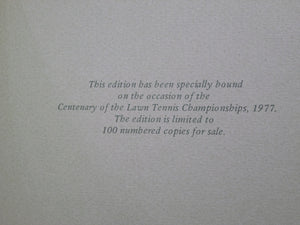 This edition has been specially bound
on the occasion of the
Centenary of the Lawn Tennis Championships, 1977.
The edition is limited to
100 numbered copies for sale.